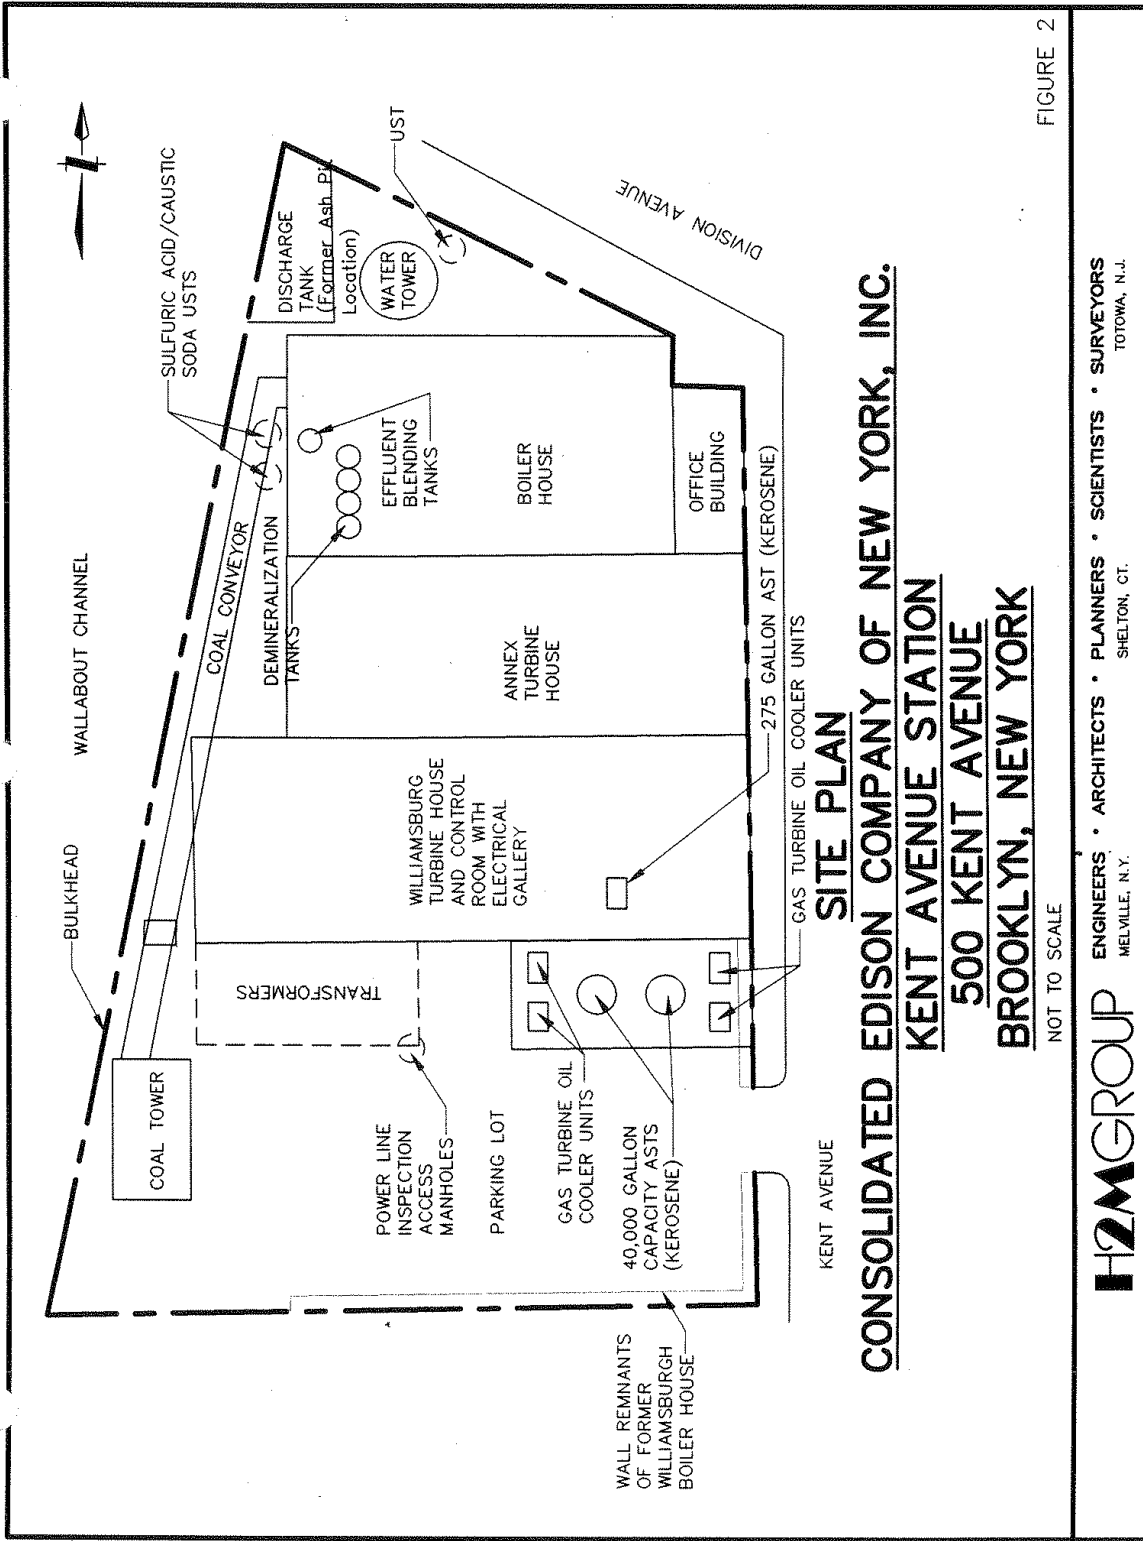 WALLABOUT CHANNEL
BULKHEAD
SULFURIC ACID/CAUSTIC
SODA USTS
DISCHARGE
TANK
(Former Ash Pit
Location)
WATER
TOWER
UST
DIVISION AVENUE
COAL TOWER
COAL CONVEYOR
DEMINERALIZATION
TANKS
EFFLUENT
BLENDING
TANKS
BOILER
HOUSE
OFFICE
BUILDING
ANNEX
TURBINE
HOUSE
WILLIAMSBURG
TURBINE HOUSE
AND CONTROL
ROOM WITH
ELECTRICAL
GALLERY
TRANSFORMERS
POWER LINE
INSPECTION
ACCESS
MANHOLES
PARKING LOT
GAS TURBINE OIL
COOLER UNITS
40,000 GALLON
CAPACITY ASTS
(KEROSENE)
WALL REMNANTS
OF FORMER
WILLIAMSBURGH
BOILER HOUSE
275 GALLON AST (KEROSENE)
GAS TURBINE OIL COOLER UNITS
KENT AVENUE
SITE PLAN
CONSOLIDATED EDISON COMPANY OF NEW YORK, INC.
KENT AVENUE STATION
500 KENT AVENUE
BROOKLYN, NEW YORK
NOT TO SCALE
FIGURE 2
H2MGROUP
ENGINEERS • ARCHITECTS • PLANNERS • SCIENTISTS • SURVEYORS
MELVILLE, N.Y. SHELTON, CT. TOTOWA, N.J.